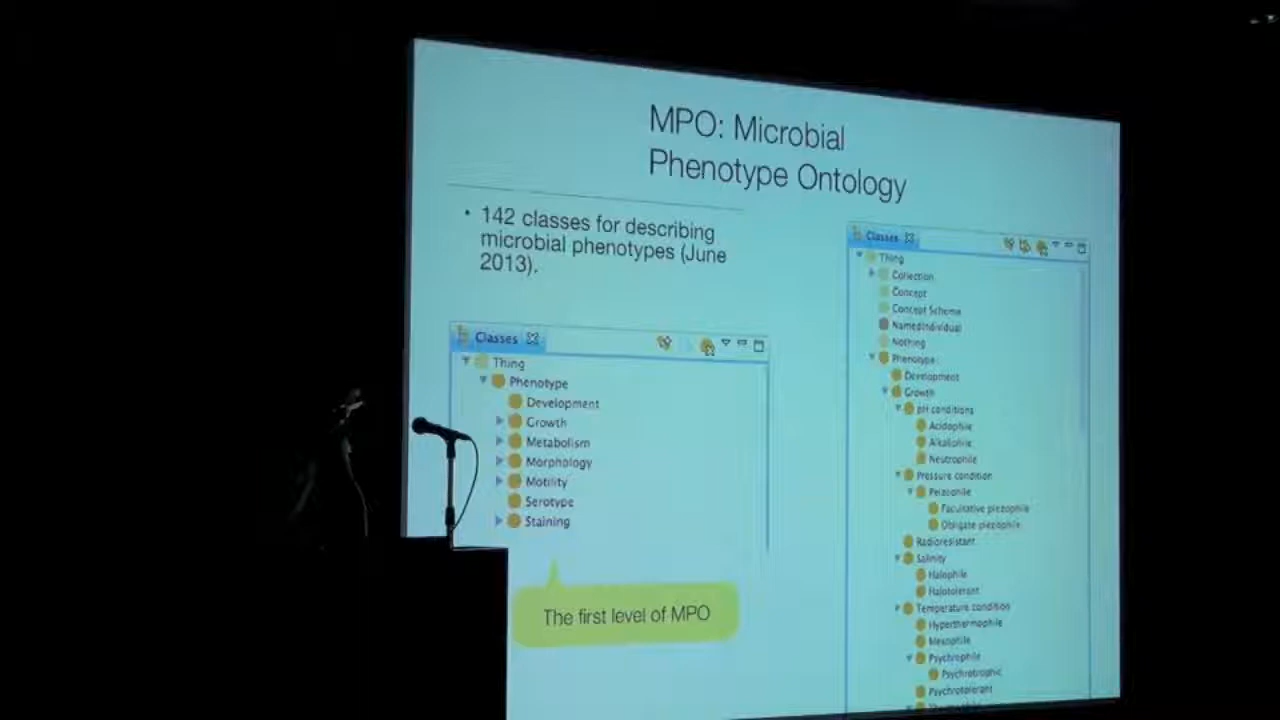 MPO: Microbial
Phenotype Ontology
• 142 classes for describing
microbial phenotypes (June
2013).
Classes
Thing
Phenotype
Development
Growth
Metabolism
Morphology
Motility
Serotype
Staining
The first level of MPO
Classes
Thing
Collection
Concept
Concept Scheme
NamedIndividual
Nothing
Phenotype
Development
Growth
pH conditions
Acidophile
Alkaliphile
Neutrophile
Pressure condition
Peizophile
Facultative piezophile
Obligate piezophile
Radioresistant
Salinity
Halophile
Halotolerant
Temperature condition
Hyperthermophile
Mesophile
Psychrophile
Psychrotrophic
Psychrotolerant